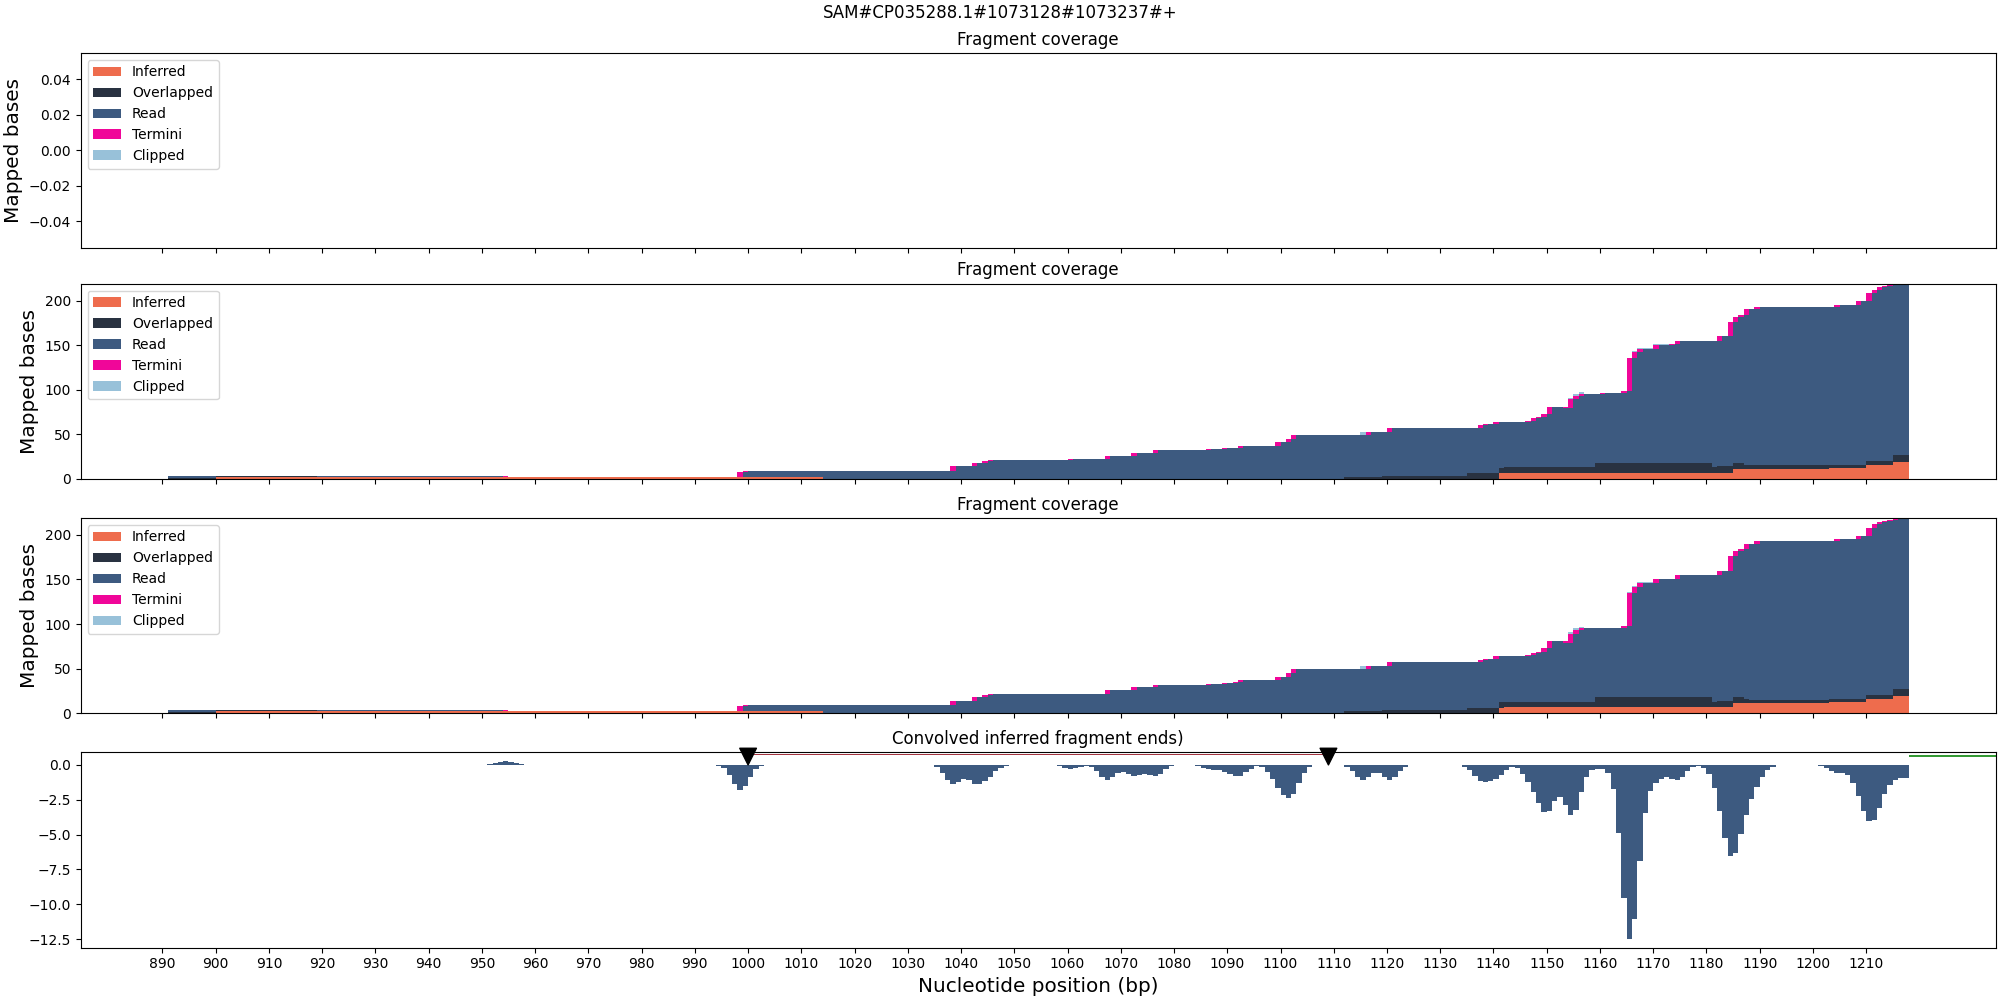 SAM#CP035288.1#1073128#1073237#+
Fragment coverage
Mapped bases
0.04
0.02
0.00
−0.02
−0.04
Inferred
Overlapped
Read
Termini
Clipped
Fragment coverage
Mapped bases
200
150
100
50
0
Inferred
Overlapped
Read
Termini
Clipped
Fragment coverage
Mapped bases
200
150
100
50
0
Inferred
Overlapped
Read
Termini
Clipped
Convolved inferred fragment ends)
0.0
−2.5
−5.0
−7.5
−10.0
−12.5
890 900 910 920 930 940 950 960 970 980 990 1000 1010 1020 1030 1040 1050 1060 1070 1080 1090 1100 1110 1120 1130 1140 1150 1160 1170 1180 1190 1200 1210
Nucleotide position (bp)